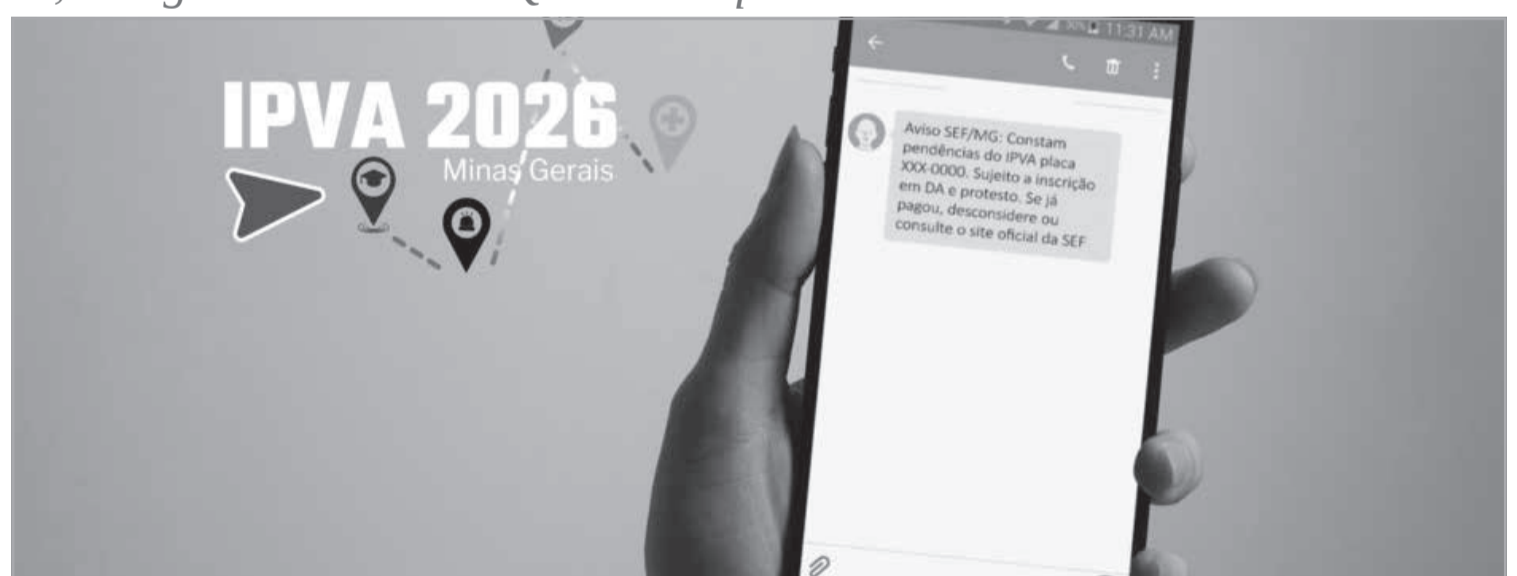 IPVA 2026
Minas Gerais
11:31 AM
Aviso SEF/MG: Constam
pendências do IPVA placa
XXX-0000. Sujeito a inscrição
em DA e protesto. Se já
pagou, desconsidere ou
consulte o site oficial da SEF